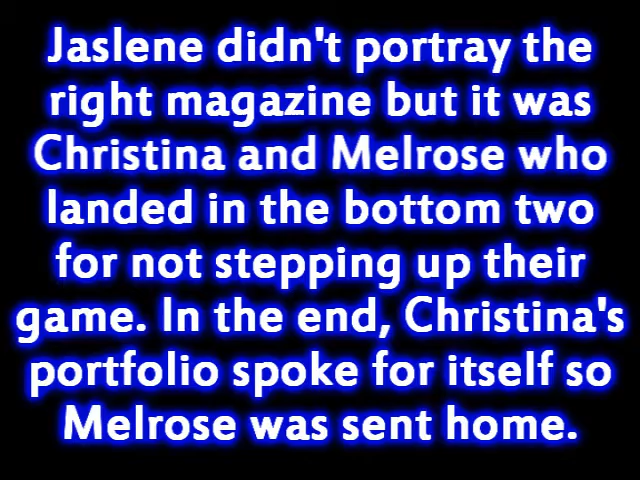 Jaslene didn't portray the
right magazine but it was
Christina and Melrose who
landed in the bottom two
for not stepping up their
game. In the end, Christina's
portfolio spoke for itself so
Melrose was sent home.